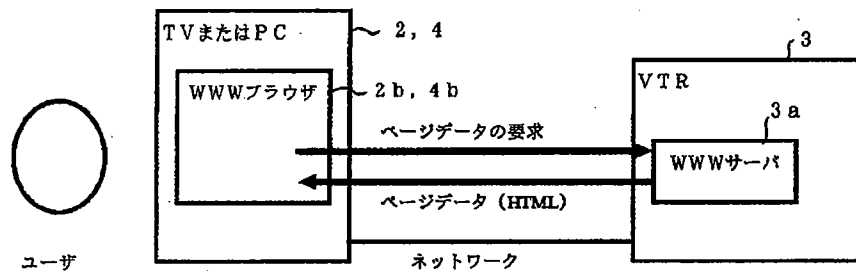 TVまたはPC
2, 4
WWWブラウザ
2b, 4b
ページデータの要求
ページデータ (HTML)
ネットワーク
ユーザ
3
VTR
3a
WWWサーバ